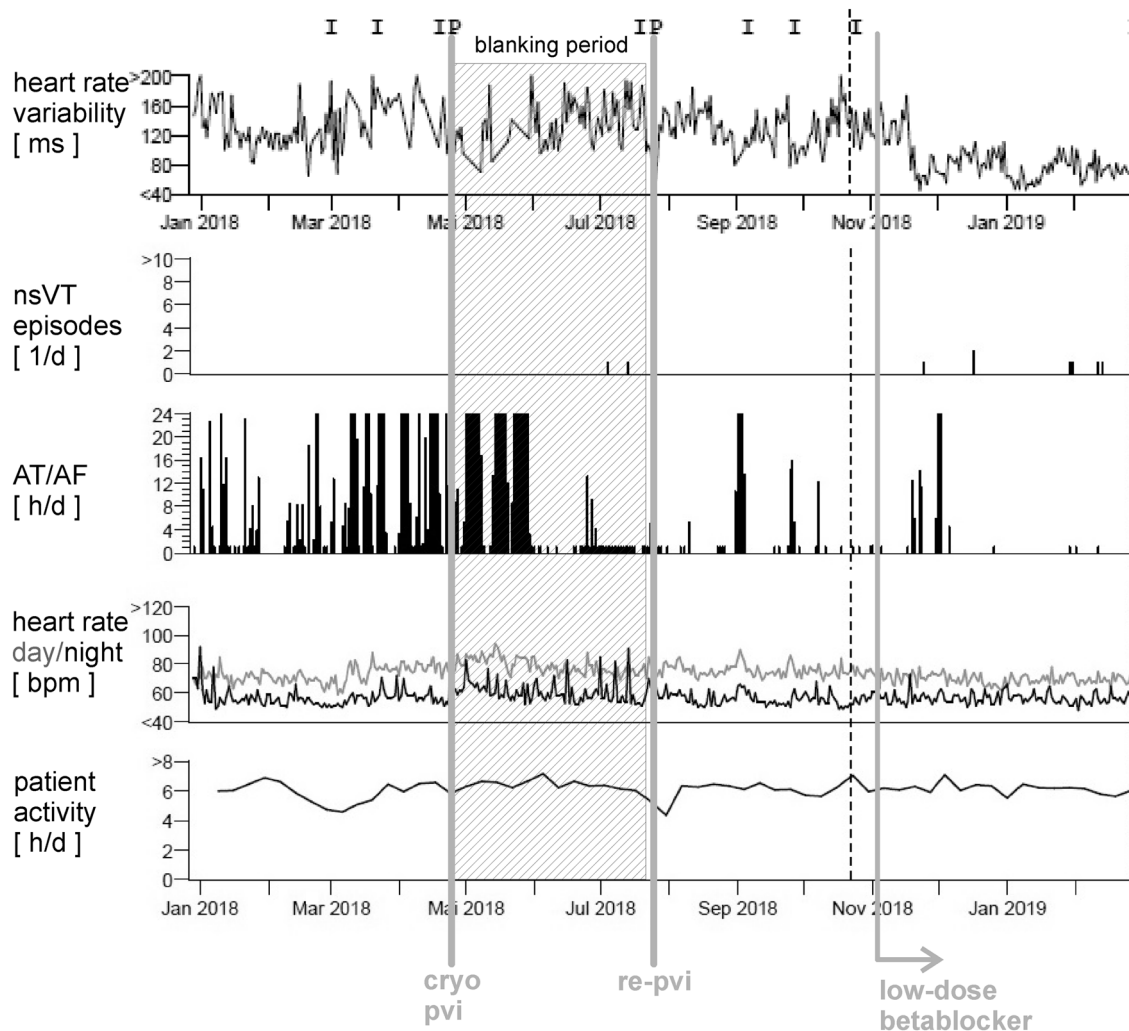 I I IP IP I I I I
blanking period
heart rate
variability
[ ms ]
>200
160
120
80
<40
Jan 2018 Mar 2018 Mai 2018 Jul 2018 Sep 2018 Nov 2018 Jan 2019
nsVT
episodes
[ 1/d ]
>10
8
6
4
2
0
AT/AF
[ h/d ]
24
20
16
12
8
4
0
heart rate
day/night
[ bpm ]
>120
100
80
60
<40
patient
activity
[ h/d ]
>8
6
4
2
0
Jan 2018 Mar 2018 Mai 2018 Jul 2018 Sep 2018 Nov 2018 Jan 2019
cryo
pvi
re-pvi
low-dose
betablocker